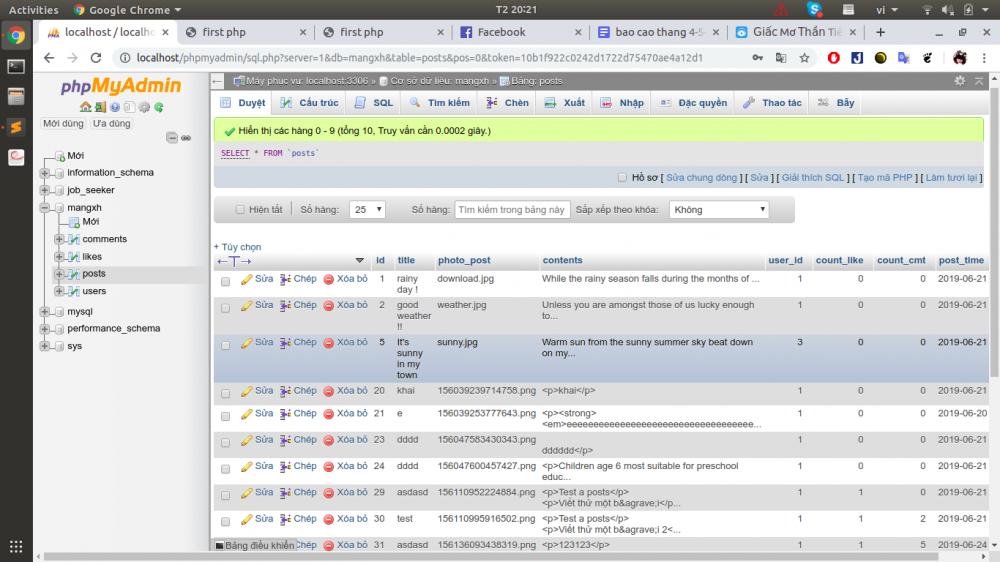 Activities Google Chrome T2 20:21 vi
localhost / localho first php first php Facebook bao cao thang 4-5 Giấc Mơ Thần Tiê
localhost/phpmyadmin/sql.php?server=1&db=mangxh&table=posts&pos=0&token=10b1f922c0242d1722d75470ae4a12d1
phpMyAdmin
Mới dùng Ưa dùng
Mới
information_schema
job_seeker
mangxh
Mới
comments
likes
posts
users
mysql
performance_schema
sys
Máy phục vụ: localhost:3306 » Cơ sở dữ liệu: mangxh » Bảng: posts
Duyệt Cấu trúc SQL Tìm kiếm Chèn Xuất Nhập Đặc quyền Thao tác Bẫy
Hiển thị các hàng 0 - 9 (tổng 10, Truy vấn cần 0.0002 giây.)
SELECT * FROM `posts`
Hồ sơ [ Sửa chung dòng ] [ Sửa ] [ Giải thích SQL ] [ Tạo mã PHP ] [ Làm tươi lại ]
Hiện tất Số hàng: 25 Số hàng: Tìm kiếm trong bảng này Sắp xếp theo khóa: Không
+ Tùy chọn
←T→ id title photo_post contents user_id count_like count_cmt post_time
Sửa Chép Xóa bỏ 1 rainy download.jpg While the rainy season falls during the months of ... 1 0 0 2019-06-21
day !
Sửa Chép Xóa bỏ 2 good weather.jpg Unless you are amongst those of us lucky enough 1 0 0 2019-06-21
weather to...
!!
Sửa Chép Xóa bỏ 5 It's sunny.jpg Warm sun from the sunny summer sky beat down 3 0 0 2019-06-21
sunny on my...
in my
town
Sửa Chép Xóa bỏ 20 khai 156039239714758.png <p>khai</p> 1 0 0 2019-06-21
Sửa Chép Xóa bỏ 21 e 156039253777643.png <p><strong> 1 0 0 2019-06-20
Sửa Chép Xóa bỏ 23 dddd 156047583430343.png 1 0 0 2019-06-21
dddddd</p>
Sửa Chép Xóa bỏ 24 dddd 156047600457427.png <p>Children age 6 most suitable for preschool 1 0 0 2019-06-21
educ...
Sửa Chép Xóa bỏ 29 asdasd 156110952224884.png <p>Test a posts</p> 1 1 0 2019-06-21
<p>Viết thử một b&agrave;i</p...
Sửa Chép Xóa bỏ 30 test 156110995916502.png <p>Test a posts</p> 1 1 2 2019-06-21
<p>Viết thử một b&agrave;i 2<...
Bảng điều khiển Chép Xóa bỏ 31 asdasd 156136093438319.png <p>123123</p> 1 1 5 2019-06-24